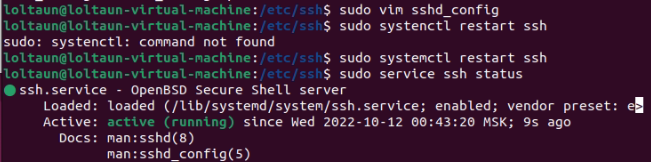 loltaun@loltaun-virtual-machine:/etc/ssh$ sudo vim sshd_config
loltaun@loltaun-virtual-machine:/etc/ssh$ sudo systenctl restart ssh
sudo: systenctl: command not found
loltaun@loltaun-virtual-machine:/etc/ssh$ sudo systemctl restart ssh
loltaun@loltaun-virtual-machine:/etc/ssh$ sudo service ssh status
● ssh.service - OpenBSD Secure Shell server
Loaded: loaded (/lib/systemd/system/ssh.service; enabled; vendor preset: e>
Active: active (running) since Wed 2022-10-12 00:43:20 MSK; 9s ago
Docs: man:sshd(8)
man:sshd_config(5)